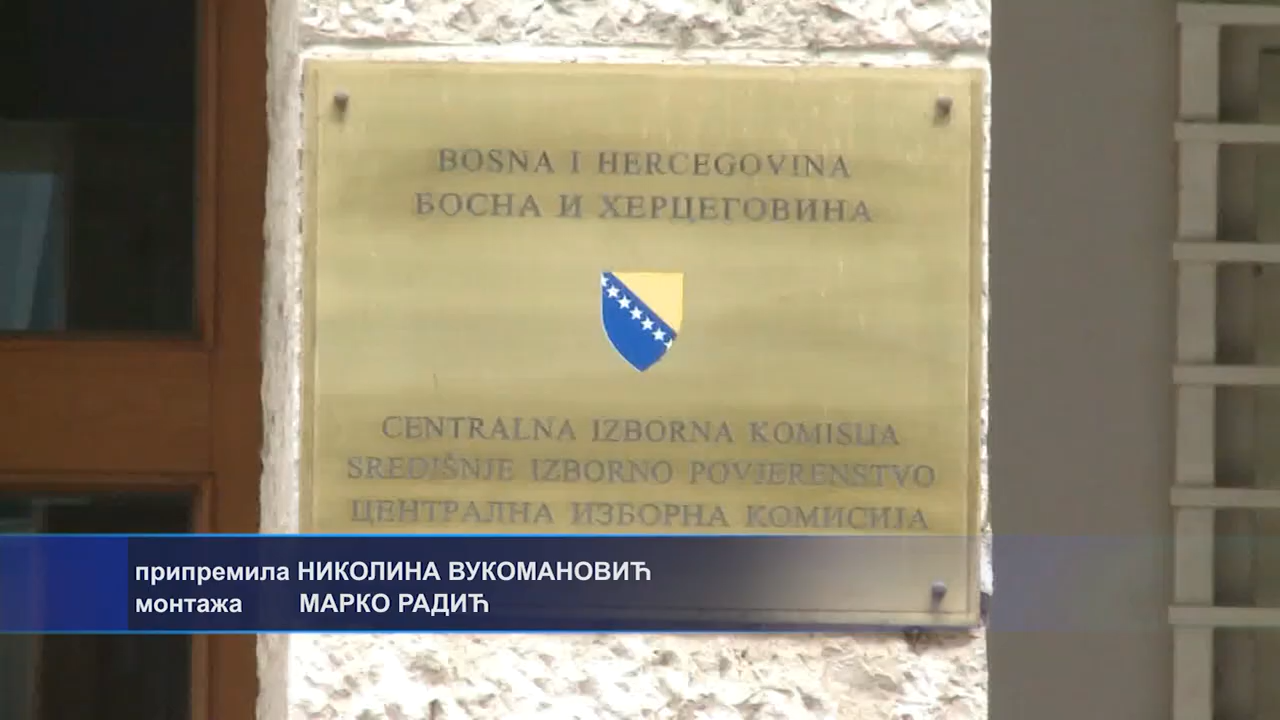 BOSNA I HERCEGOVINA
БОСНА И ХЕРЦЕГОВИНА
CENTRALNA IZBORNA KOMISIJA
SREDIŠNJE IZBORNO POVJERENSTVO
ЦЕНТРАЛНА ИЗБОРНА КОМИСИЈА
припремила НИКОЛИНА ВУКОМАНОВИЋ
монтажа МАРКО РАДИЋ